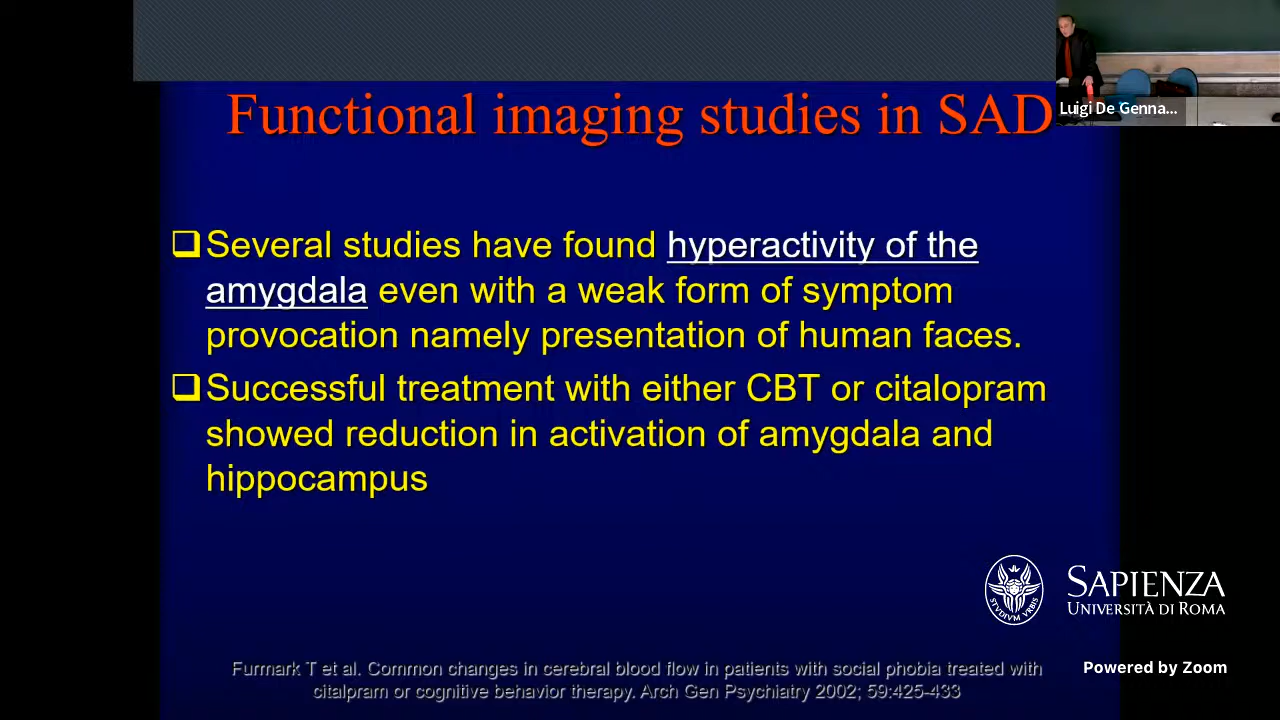 Functional imaging studies in SAD
Luigi De Genna...
Several studies have found hyperactivity of the
amygdala even with a weak form of symptom
provocation namely presentation of human faces.
Successful treatment with either CBT or citalopram
showed reduction in activation of amygdala and
hippocampus
STVDIVM VRBIS
SAPIENZA
UNIVERSITÀ DI ROMA
Powered by Zoom
Furmark T et al. Common changes in cerebral blood flow in patients with social phobia treated with
citalpram or cognitive behavior therapy. Arch Gen Psychiatry 2002; 59:425-433